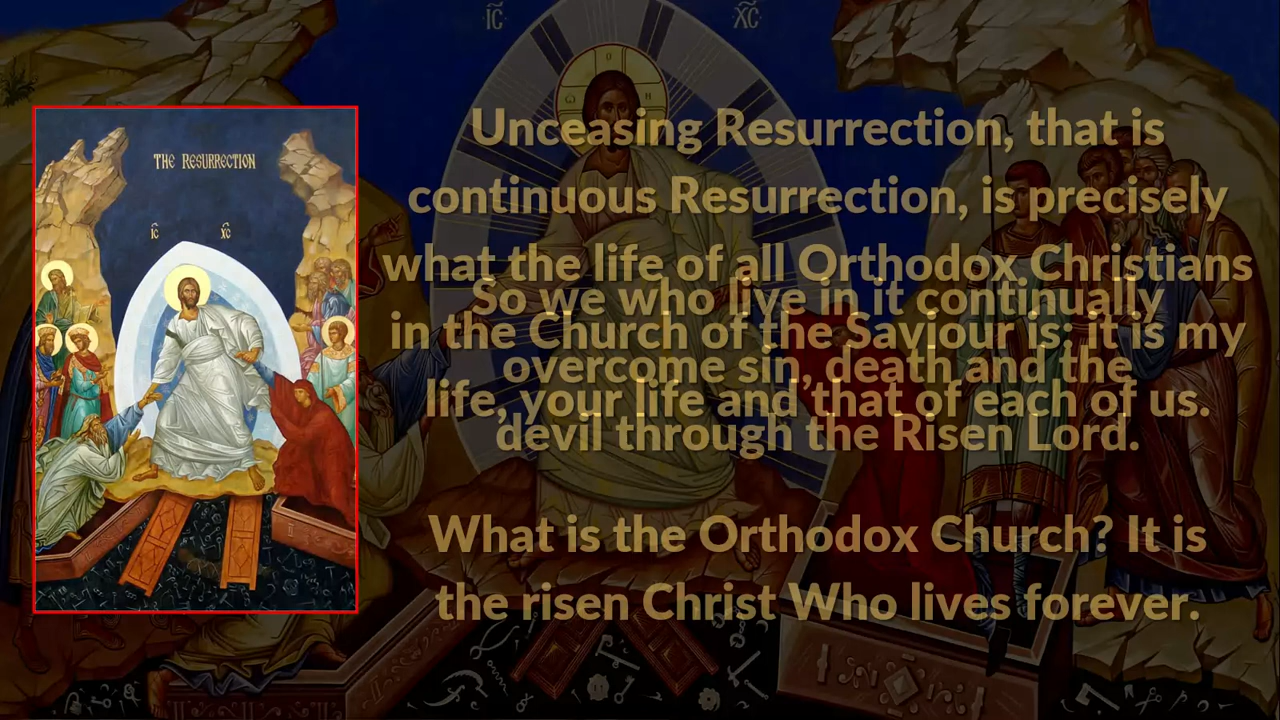 THE RESURRECTION
IC XC
IC XC
Ο Ω Η
Unceasing Resurrection, that is
continuous Resurrection, is precisely
what the life of all Orthodox Christians
in the Church of the Saviour is; it is my
life, your life and that of each of us.
So we who live in it continually
overcome sin, death and the
devil through the Risen Lord.
What is the Orthodox Church? It is
the risen Christ Who lives forever.